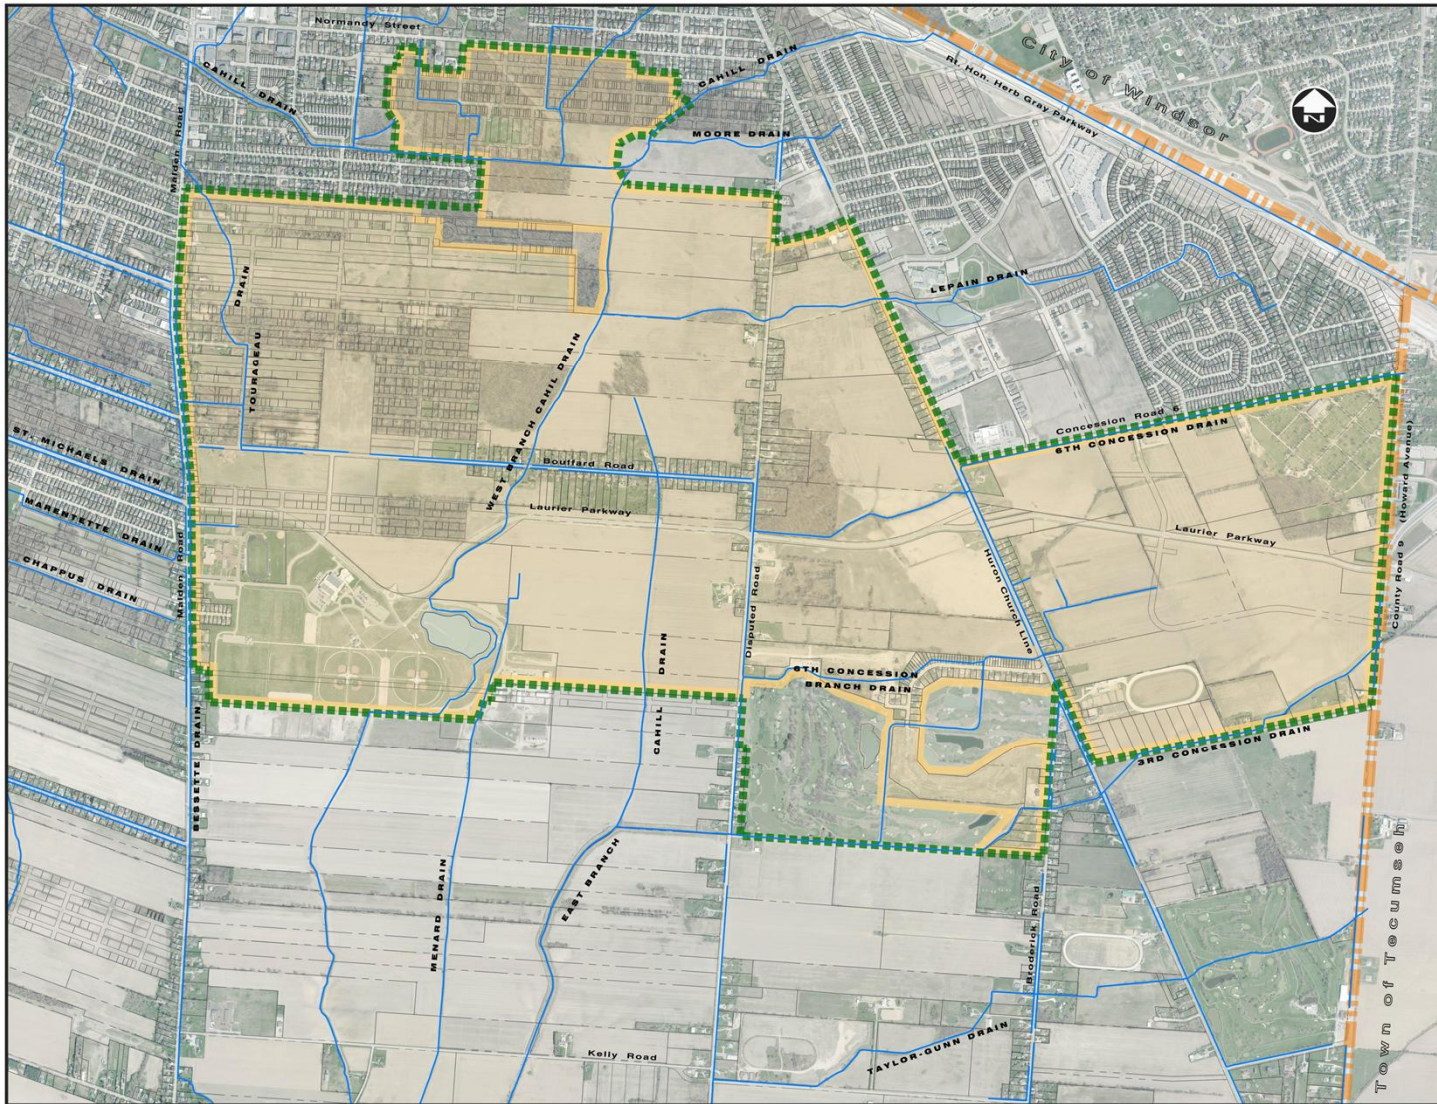 Normandy Street
CAHILL DRAIN
CAHILL DRAIN
City of Windsor
Rt. Hon. Herb Gray Parkway
N
MOORE DRAIN
Malden Road
LEPAIN DRAIN
TOURAGEAU DRAIN
WEST BRANCH CAHIL DRAIN
Concession Road 6
6TH CONCESSION DRAIN
County Road 9 (Howard Avenue)
ST. MICHAELS DRAIN
Bouffard Road
Laurier Parkway
Laurier Parkway
MARENTETTE DRAIN
CHAPPUS DRAIN
Malden Road
Huron Church Line
Disputed Road
6TH CONCESSION
BRANCH DRAIN
BESSETTE DRAIN
3RD CONCESSION DRAIN
EAST BRANCH CAHILL DRAIN
MENARD DRAIN
Broderick Road
Town of Tecumseh
Kelly Road
TAYLOR-GUNN DRAIN